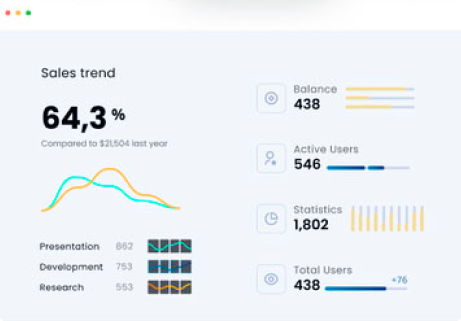 Sales trend
64,3 %
Compared to $21,504 last year
Presentation 862
Development 753
Research 553
Balance
438
Active Users
546
Statistics
1,802
Total Users
438
+76